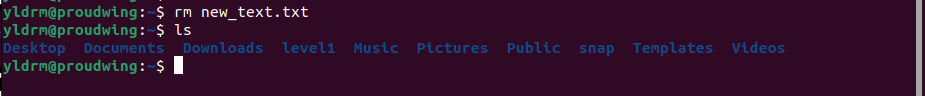 yldrm@proudwing:~$ rm new_text.txt
yldrm@proudwing:~$ ls
Desktop  Documents  Downloads  level1  Music  Pictures  Public  snap  Templates  Videos
yldrm@proudwing:~$